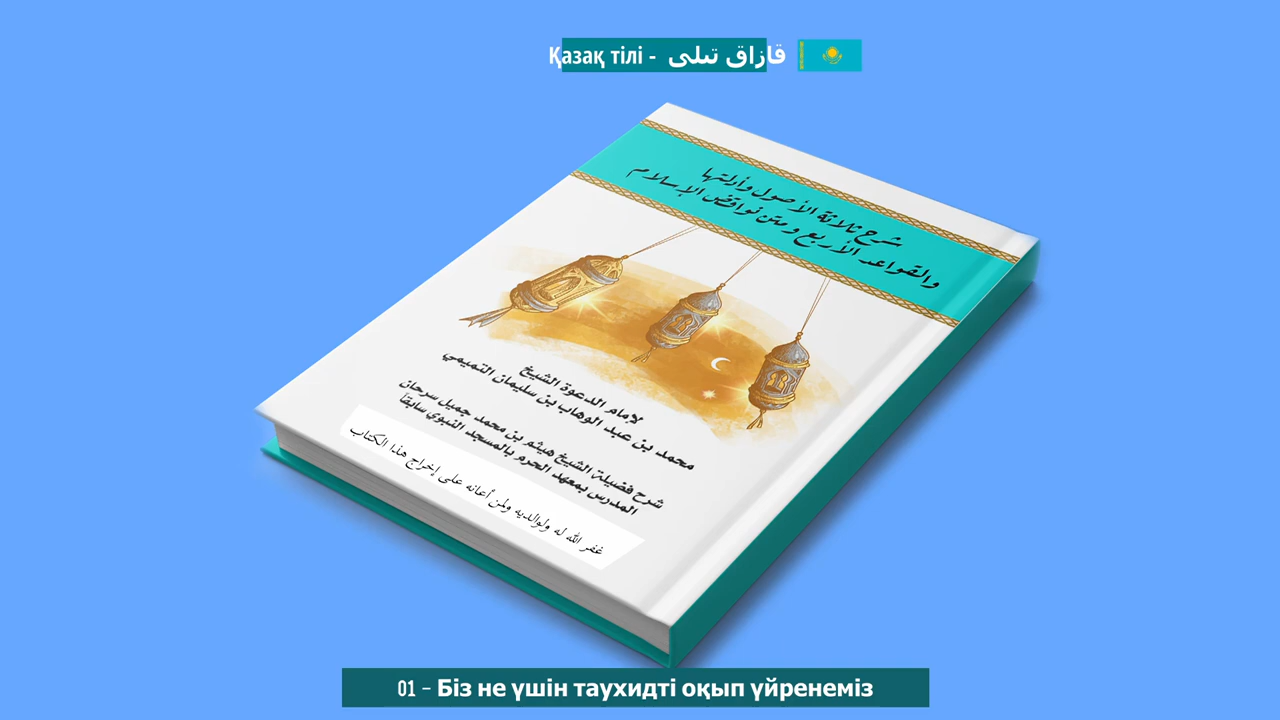 Қазақ тілі - قازاق تىلى
شرح ثلاثة الأصول وأدلتها
والقواعد الأربع ومتن نواقض الإسلام
لإمام الدعوة الشيخ
محمد بن عبد الوهاب بن سليمان التميمي
شرح فضيلة الشيخ هيثم بن محمد جميل سرحان
المدرس بمعهد الحرم بالمسجد النبوي سابقاً
غفر الله له ولوالديه ولمن أعانه على إخراج هذا الكتاب
01 - Біз не үшін таухидті оқып үйренеміз